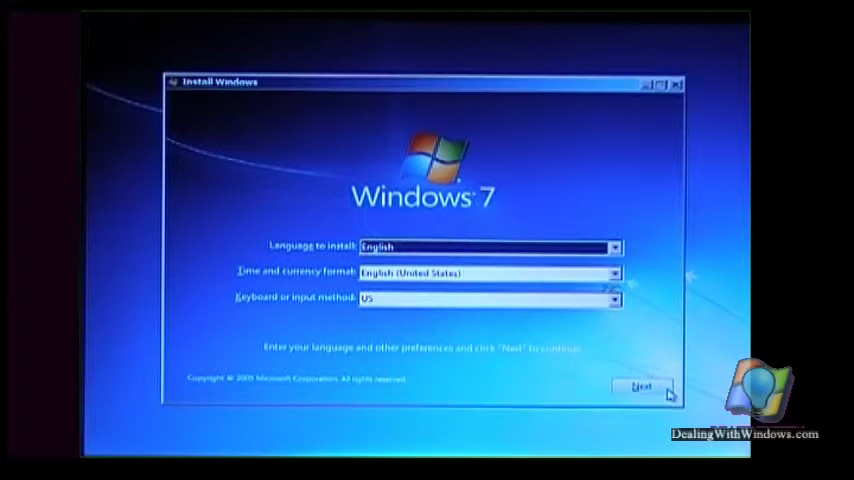 Install Windows
Windows 7
Language to install: English
Time and currency format: English (United States)
Keyboard or input method: US
Enter your language and other preferences and click "Next" to continue.
Copyright © 2009 Microsoft Corporation. All rights reserved.
Next
DealingWithWindows.com